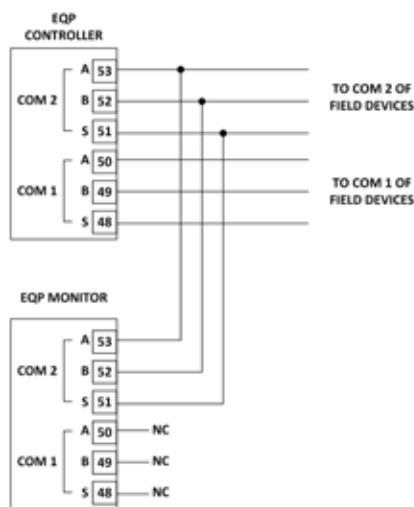 EQP
CONTROLLER
A 53
COM 2 B 52
S 51
TO COM 2 OF
FIELD DEVICES
A 50
COM 1 B 49
S 48
TO COM 1 OF
FIELD DEVICES
EQP MONITOR
A 53
COM 2 B 52
S 51
A 50 NC
COM 1 B 49 NC
S 48 NC